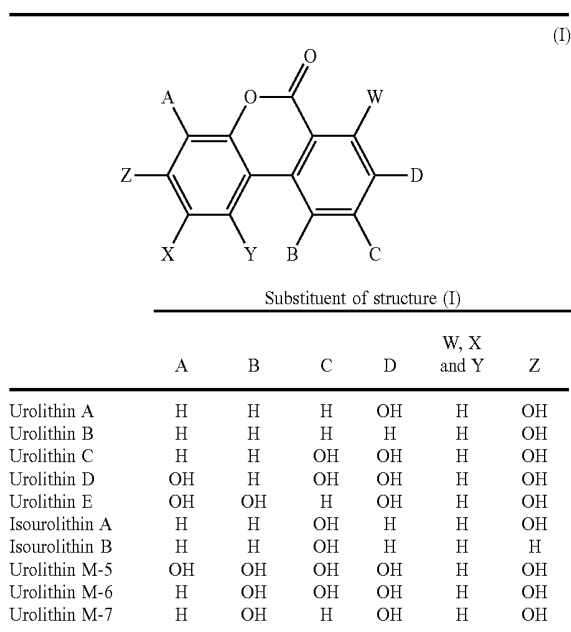 (I)
O
A O W
Z D
X Y B C
Substituent of structure (I)
W, X
A B C D and Y Z
Urolithin A H H H OH H OH
Urolithin B H H H H H OH
Urolithin C H H OH OH H OH
Urolithin D OH H OH OH H OH
Urolithin E OH OH H OH H OH
Isourolithin A H H OH H H OH
Isourolithin B H H OH H H H
Urolithin M-5 OH OH OH OH H OH
Urolithin M-6 H OH OH OH H OH
Urolithin M-7 H OH H OH H OH